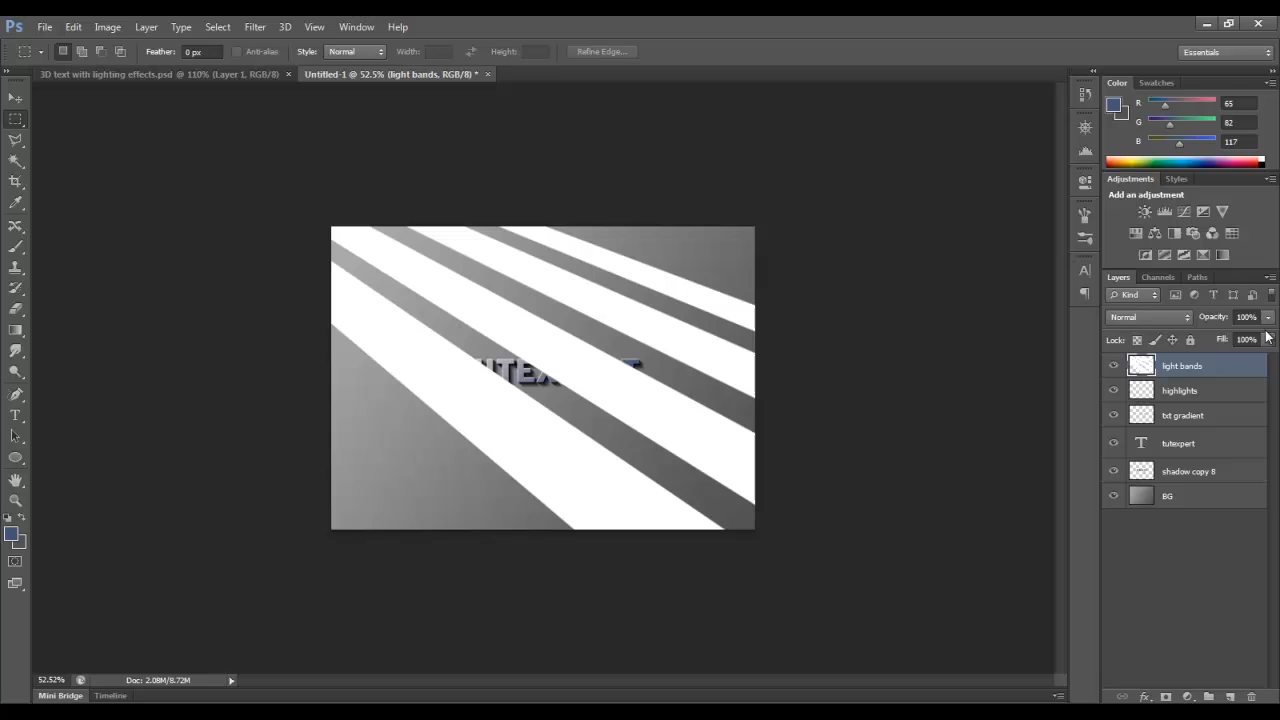 Ps File Edit Image Layer Type Select Filter 3D View Window Help
Feather: 0 px Anti-alias Style: Normal Width: Height: Refine Edge... Essentials
3D text with lighting effects.psd @ 110% (Layer 1, RGB/8) × Untitled-1 @ 52.5% (light bands, RGB/8) * ×
Color Swatches
R 65
G 82
B 117
Adjustments Styles
Add an adjustment
Layers Channels Paths
Kind
Normal Opacity: 100%
Lock: Fill: 100%
light bands
highlights
txt gradient
tutexpert
shadow copy 8
BG
52.52% Doc: 2.08M/8.72M
Mini Bridge Timeline